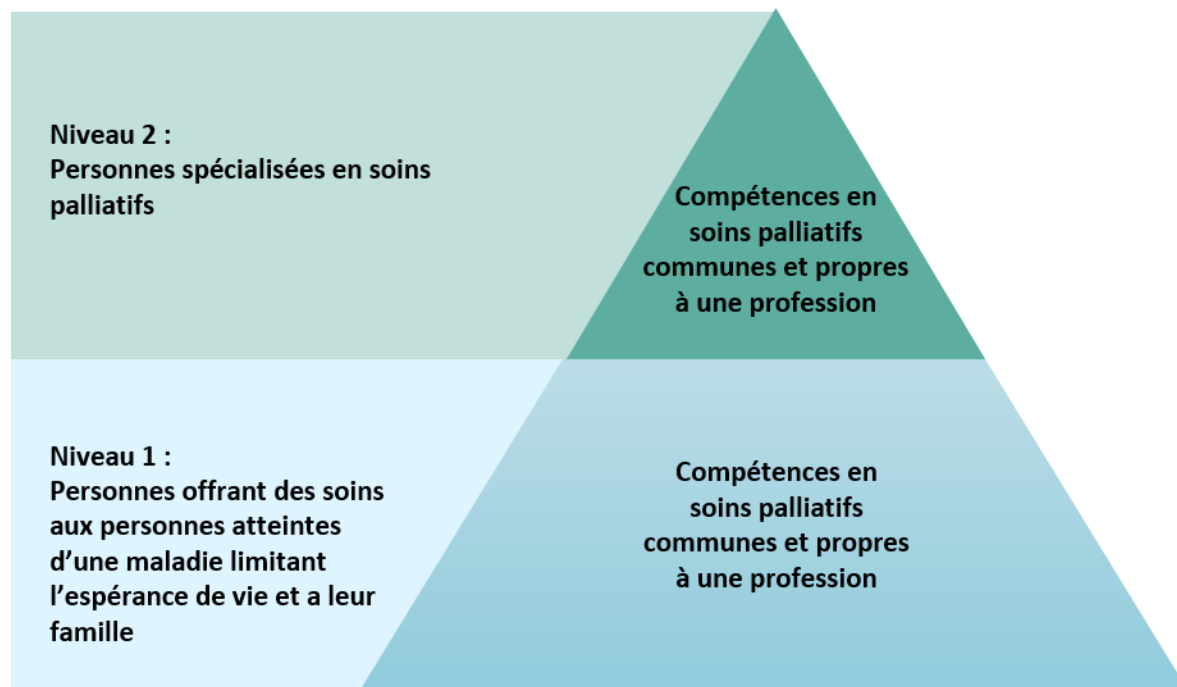 Niveau 2 :
Personnes spécialisées en soins
palliatifs
Compétences en
soins palliatifs
communes et propres
à une profession
Niveau 1 :
Personnes offrant des soins
aux personnes atteintes
d’une maladie limitant
l’espérance de vie et a leur
famille
Compétences en
soins palliatifs
communes et propres
à une profession